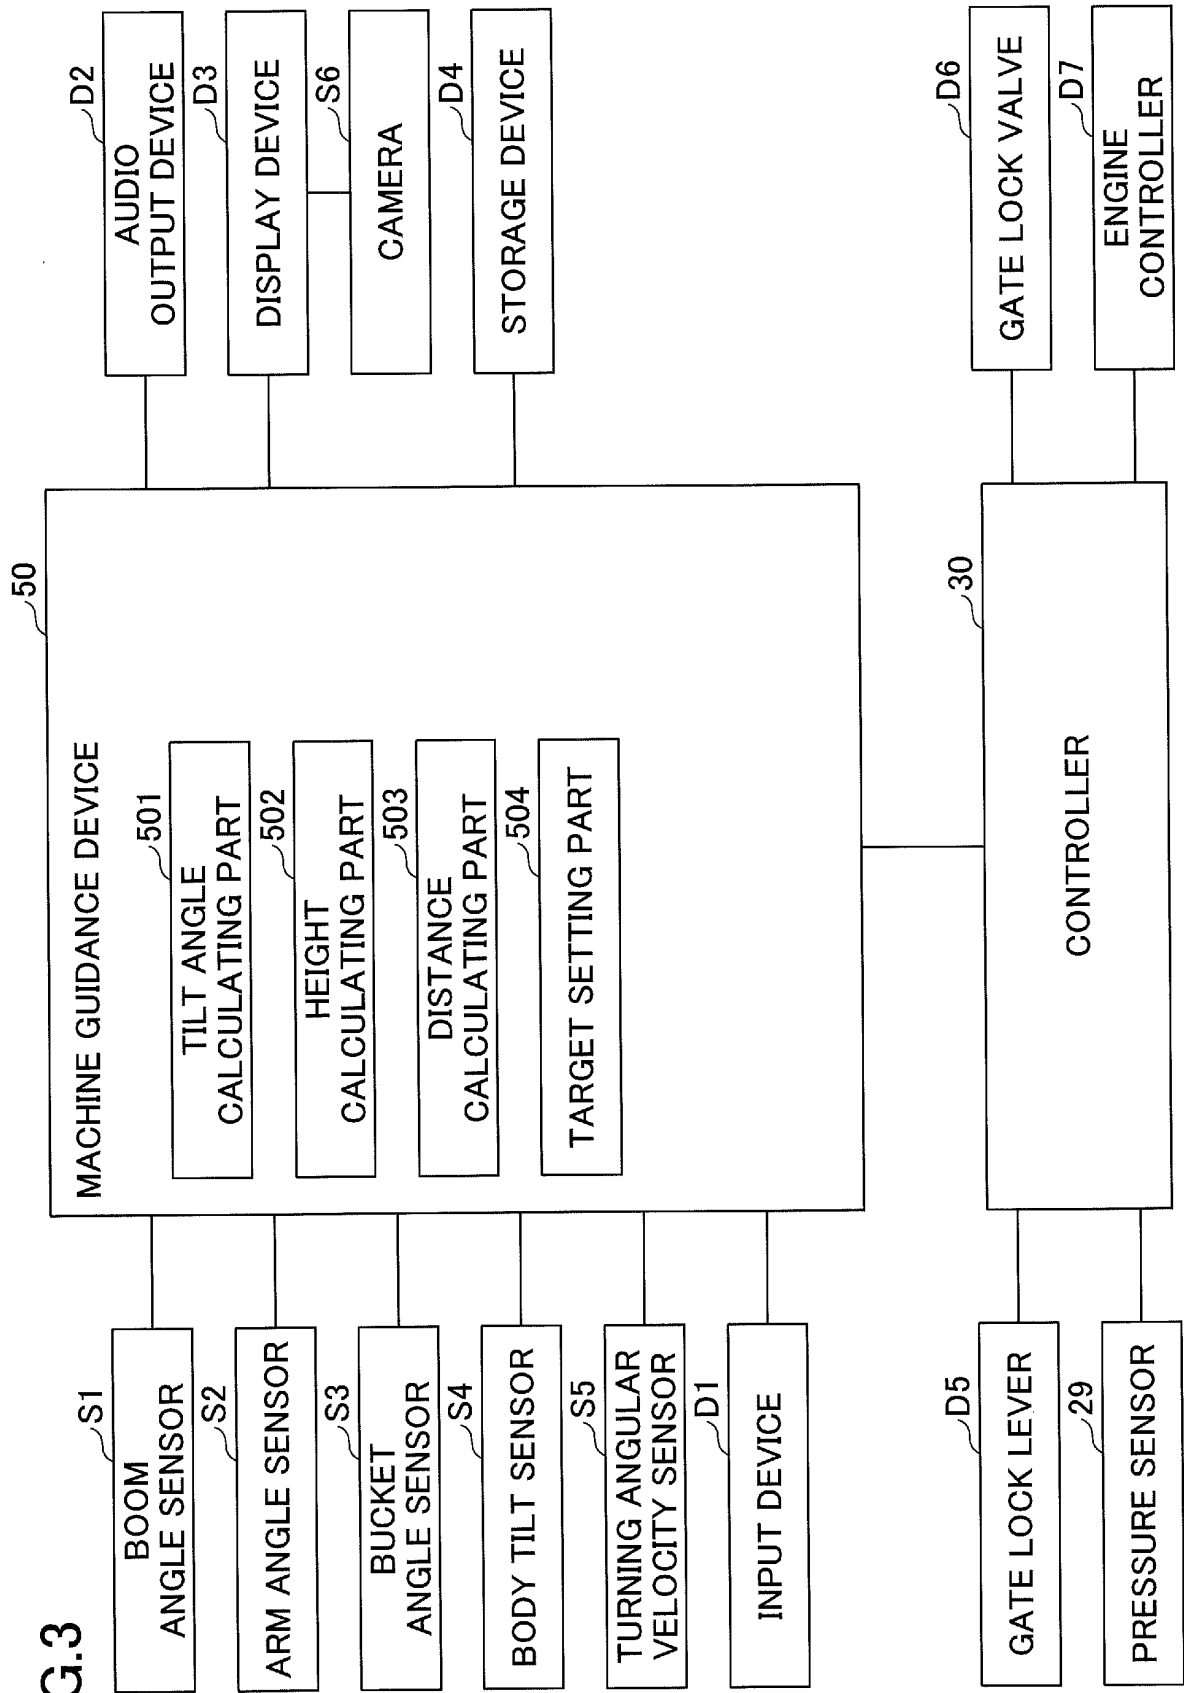 G.3
S1
BOOM
ANGLE SENSOR
S2
ARM ANGLE SENSOR
S3
BUCKET
ANGLE SENSOR
S4
BODY TILT SENSOR
S5
TURNING ANGULAR
VELOCITY SENSOR
D1
INPUT DEVICE
D5
GATE LOCK LEVER
29
PRESSURE SENSOR
50
MACHINE GUIDANCE DEVICE
501
TILT ANGLE
CALCULATING PART
502
HEIGHT
CALCULATING PART
503
DISTANCE
CALCULATING PART
504
TARGET SETTING PART
30
CONTROLLER
D2
AUDIO
OUTPUT DEVICE
D3
DISPLAY DEVICE
S6
CAMERA
D4
STORAGE DEVICE
D6
GATE LOCK VALVE
D7
ENGINE
CONTROLLER